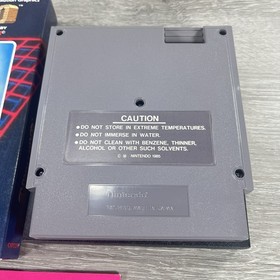 CAUTION
● DO NOT STORE IN EXTREME TEMPERATURES.
● DO NOT IMMERSE IN WATER.
● DO NOT CLEAN WITH BENZENE, THINNER,
ALCOHOL OR OTHER SUCH SOLVENTS.
© ® NINTENDO 1985
Nintendo